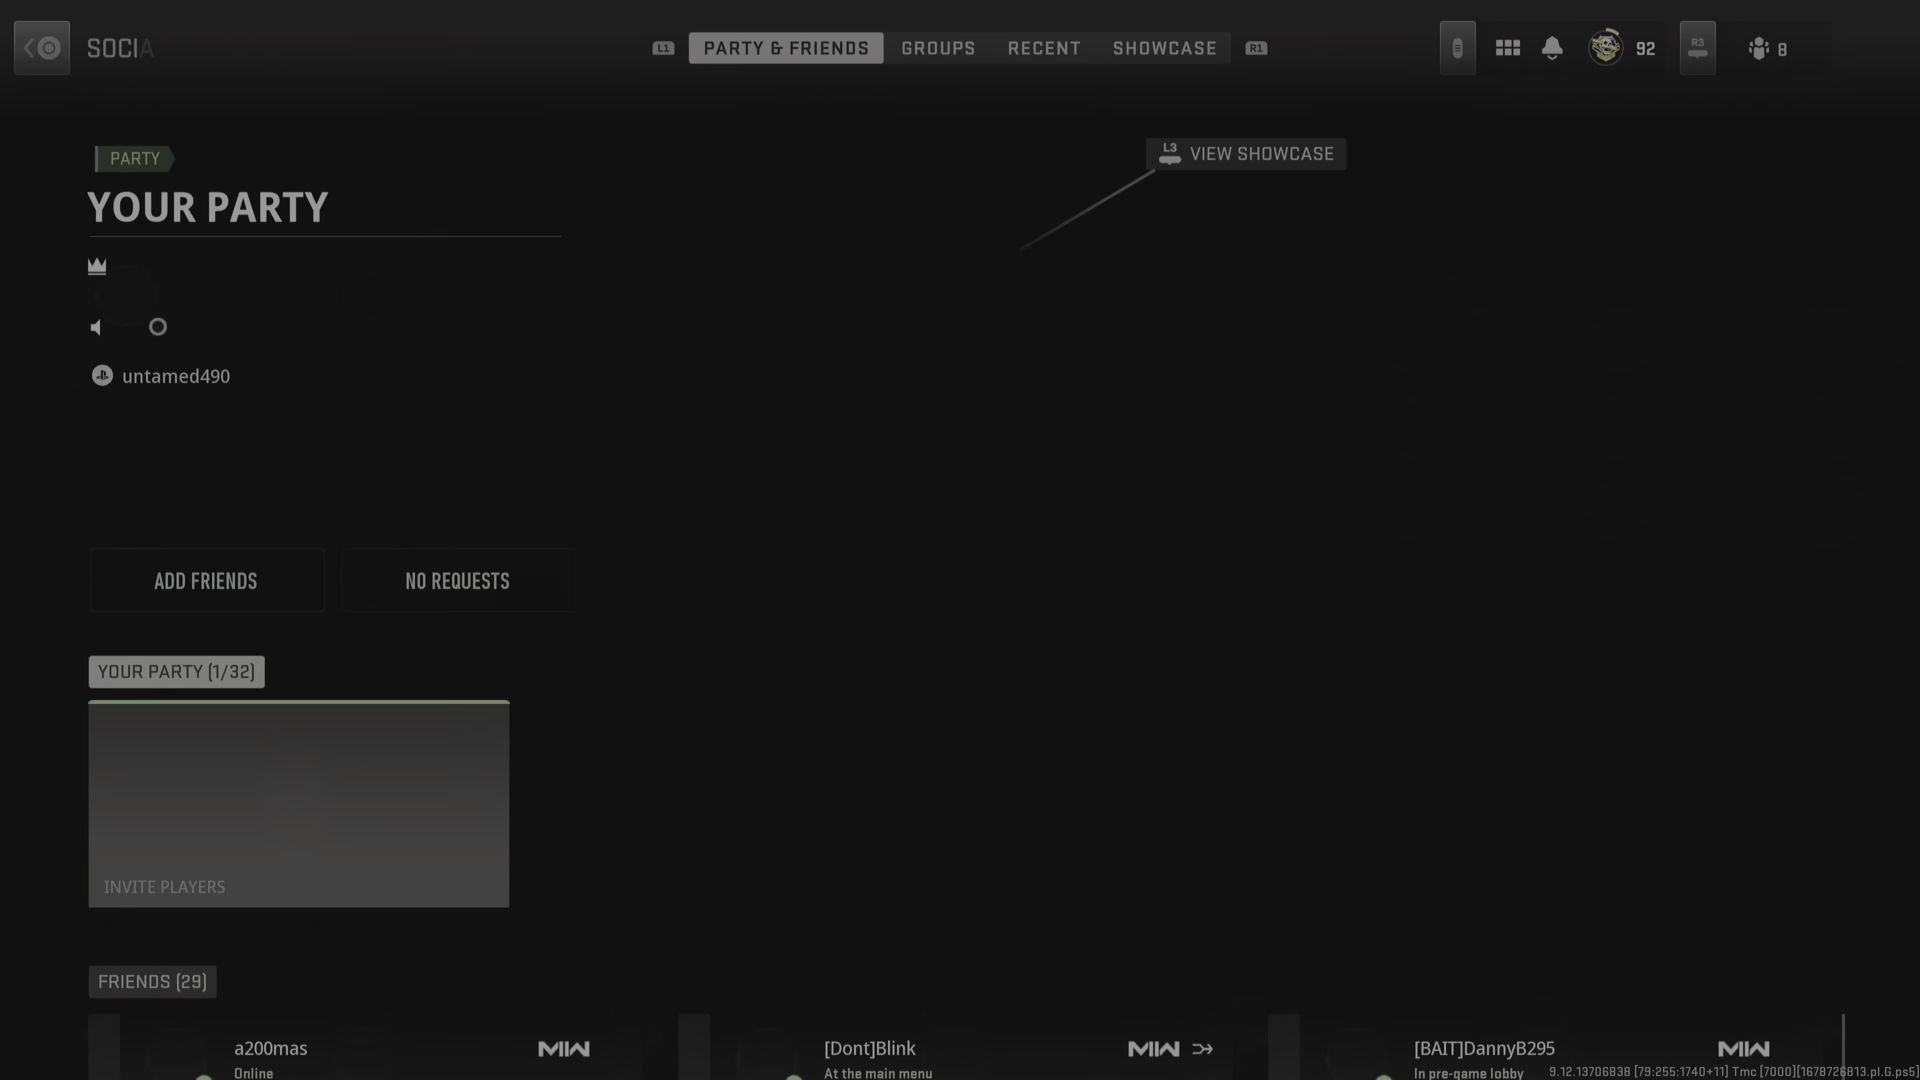 SOCIA
L1 PARTY & FRIENDS GROUPS RECENT SHOWCASE R1
92 R3 8
PARTY
L3 VIEW SHOWCASE
YOUR PARTY
untamed490
ADD FRIENDS NO REQUESTS
YOUR PARTY (1/32)
INVITE PLAYERS
FRIENDS (29)
a200mas MW [Dont]Blink MW [BAIT]DannyB295 MW
Online At the main menu In pre-game lobby
9.12.13706838 [79:255:1740+11] Tmc [7000][1678726813.pl.G.ps5]